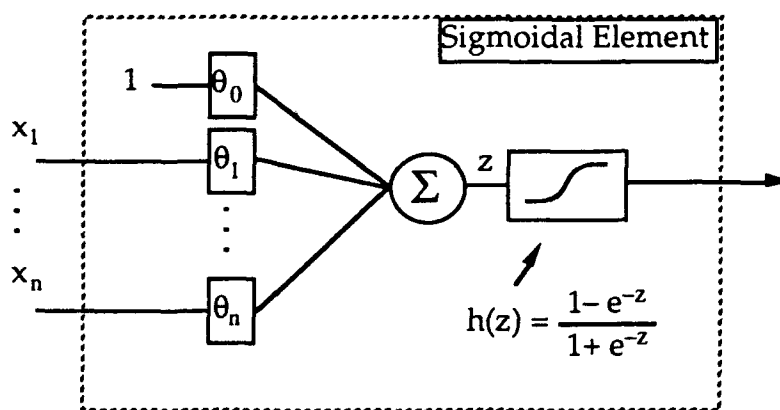 Sigmoidal Element
1
θ₀
x₁
θ₁
Σ
z
xₙ
θₙ
h(z) = (1 − e⁻ᶻ) / (1 + e⁻ᶻ)